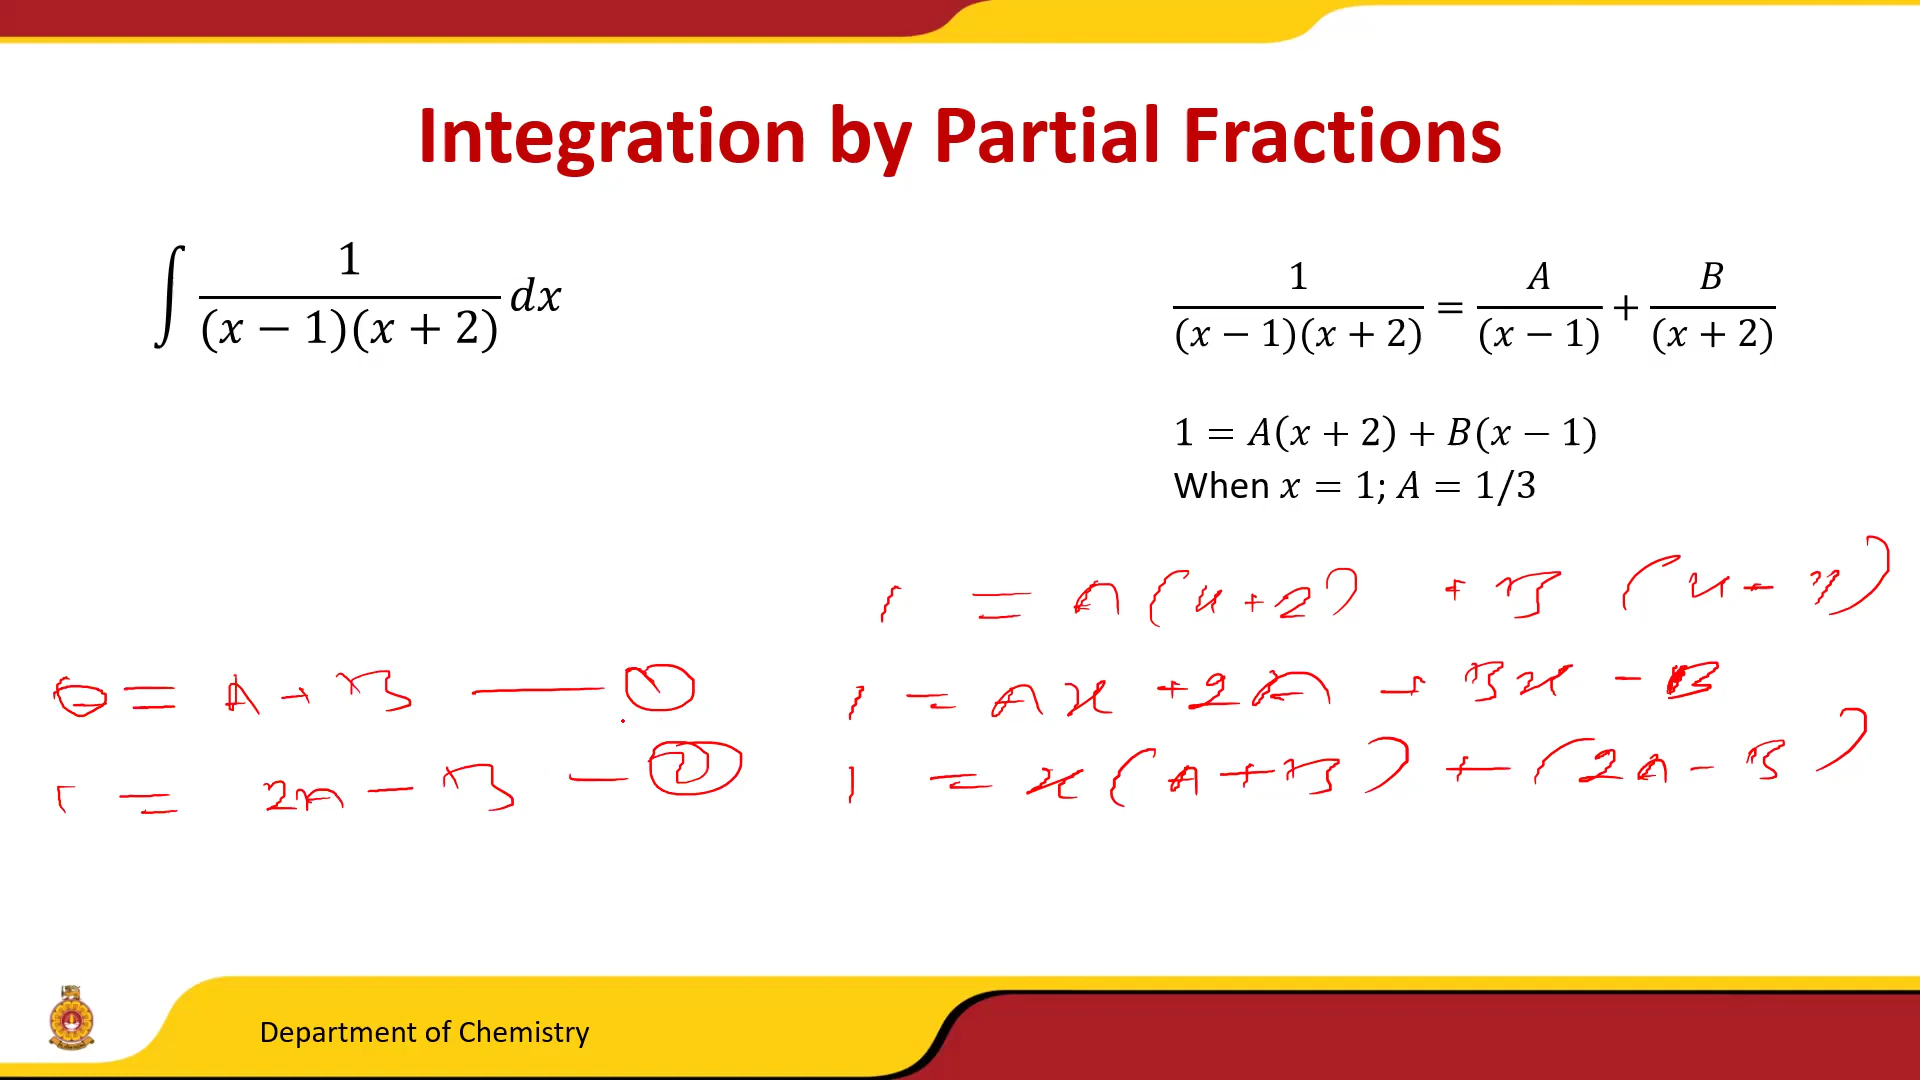 Integration by Partial Fractions
∫ 1/((x − 1)(x + 2)) dx
1/((x − 1)(x + 2)) = A/(x − 1) + B/(x + 2)
1 = A(x + 2) + B(x − 1)
When x = 1; A = 1/3
1 = A(x+2) + B(x-1)
1 = Ax + 2A + Bx - B
1 = x(A+B) + (2A-B)
0 = A + B — ①
1 = 2A - B — ②
Department of Chemistry